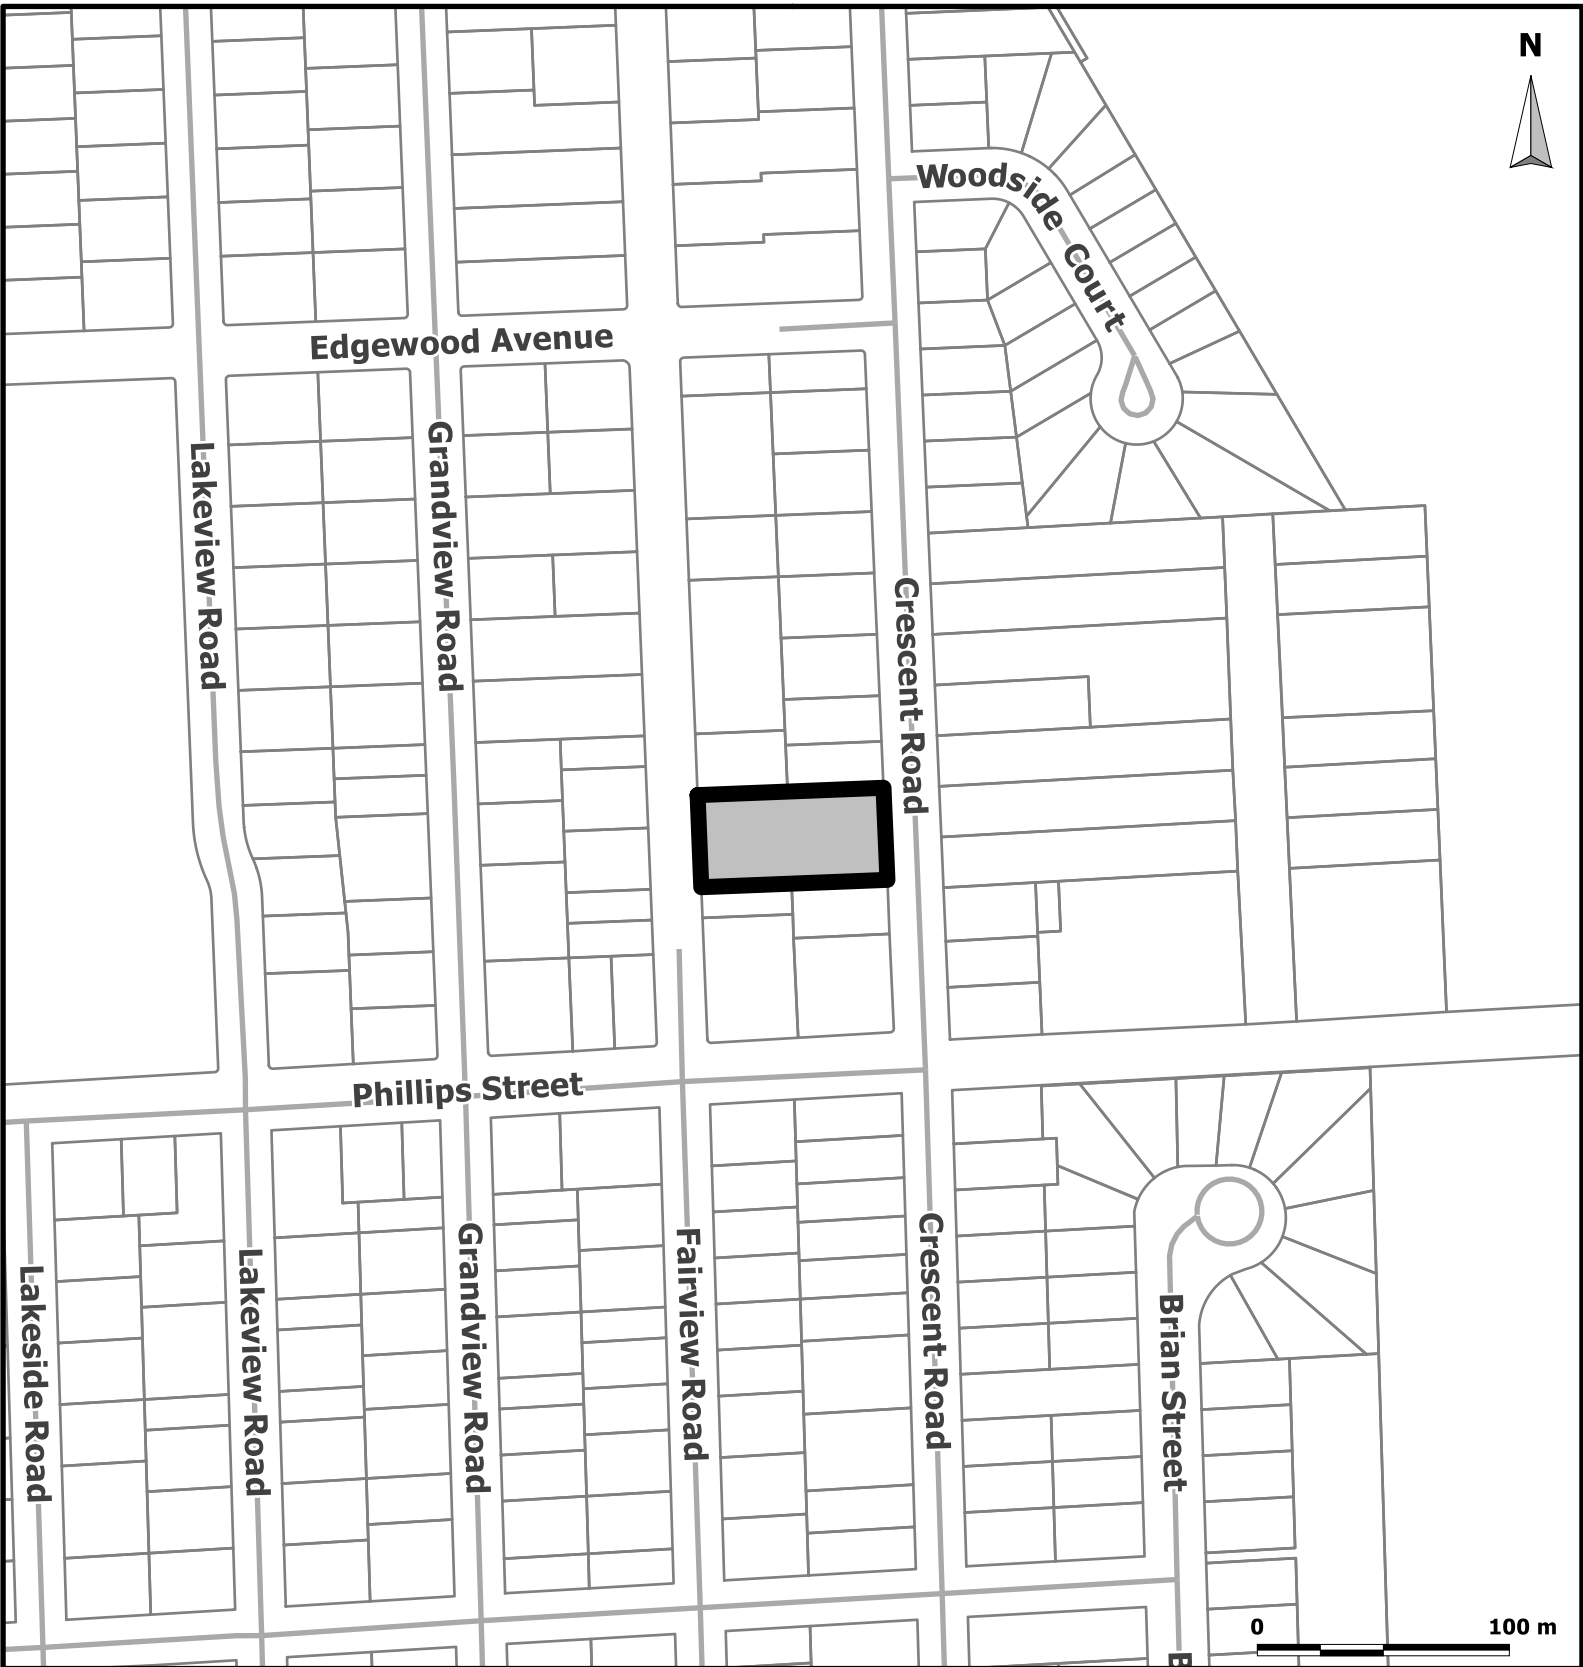 N
Woodside Court
Edgewood Avenue
Lakeview Road
Grandview Road
Crescent Road
Phillips Street
Lakeside Road
Lakeview Road
Grandview Road
Fairview Road
Crescent Road
Brian Street
B
0 100 m